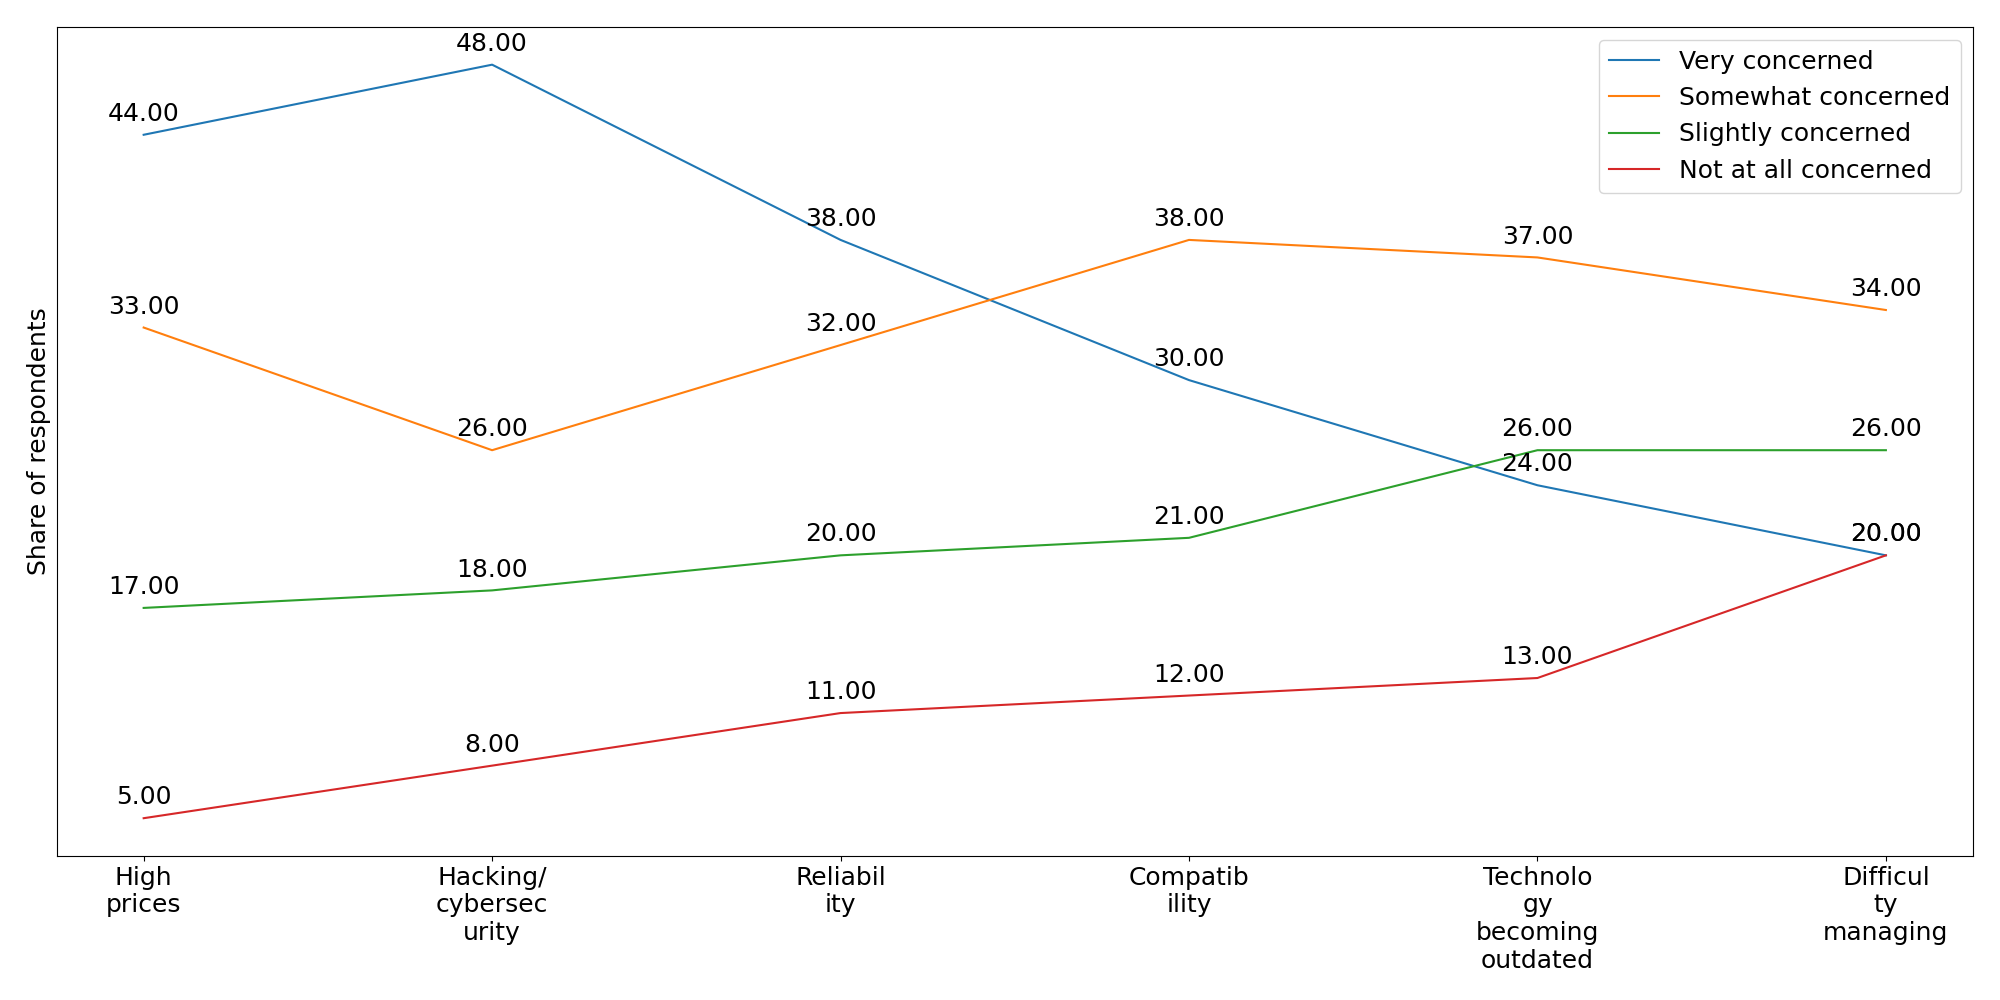 48.00
44.00
38.00
38.00
37.00
33.00
32.00
34.00
30.00
26.00
26.00
26.00
24.00
20.00
21.00
20.00
17.00
18.00
13.00
12.00
11.00
8.00
5.00
Very concerned
Somewhat concerned
Slightly concerned
Not at all concerned
Share of respondents
High
prices
Hacking/
cybersec
urity
Reliabil
ity
Compatib
ility
Technolo
gy
becoming
outdated
Difficul
ty
managing